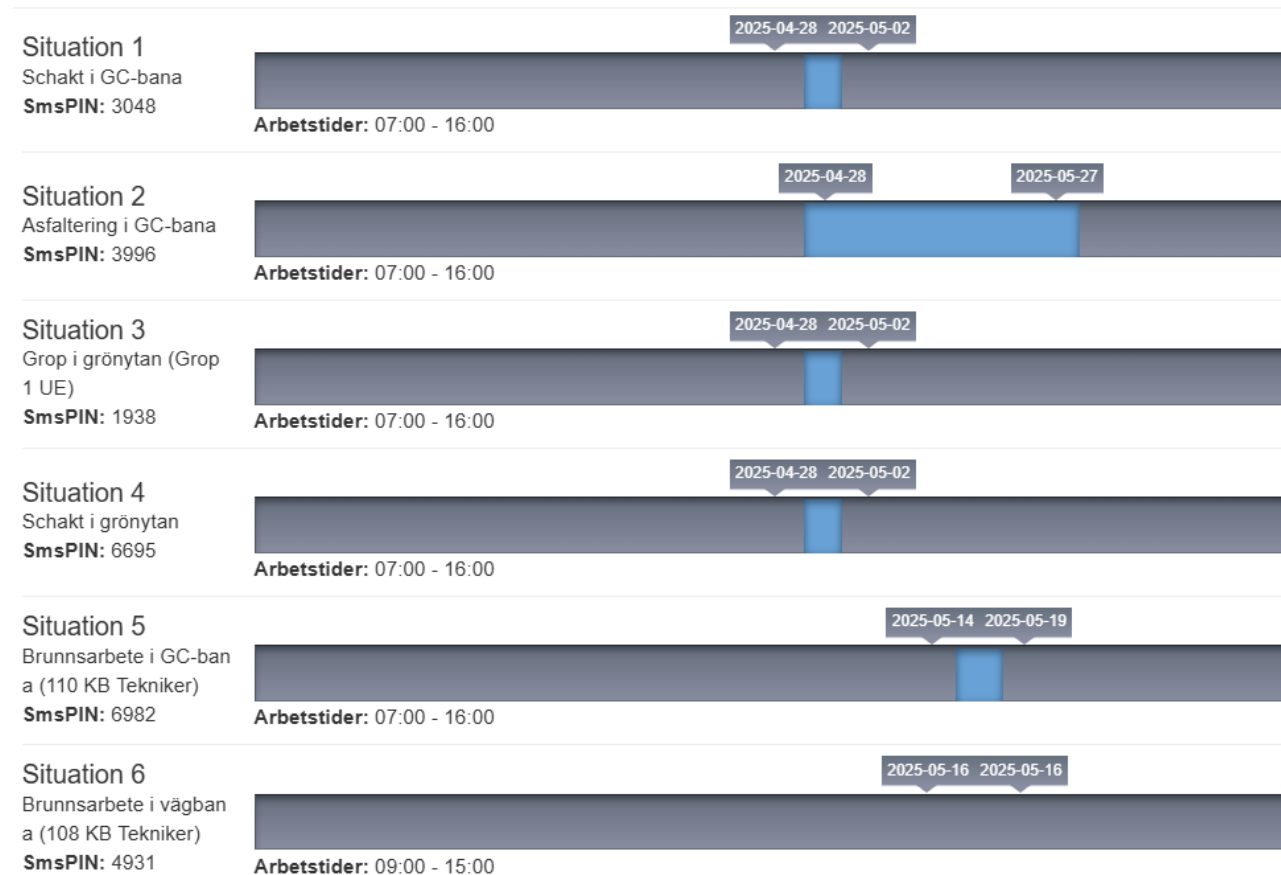 Situation 1
Schakt i GC-bana
SmsPIN: 3048
2025-04-28 2025-05-02
Arbetstider: 07:00 - 16:00
Situation 2
Asfaltering i GC-bana
SmsPIN: 3996
2025-04-28 2025-05-27
Arbetstider: 07:00 - 16:00
Situation 3
Grop i grönytan (Grop
1 UE)
SmsPIN: 1938
2025-04-28 2025-05-02
Arbetstider: 07:00 - 16:00
Situation 4
Schakt i grönytan
SmsPIN: 6695
2025-04-28 2025-05-02
Arbetstider: 07:00 - 16:00
Situation 5
Brunnsarbete i GC-ban
a (110 KB Tekniker)
SmsPIN: 6982
2025-05-14 2025-05-19
Arbetstider: 07:00 - 16:00
Situation 6
Brunnsarbete i vägban
a (108 KB Tekniker)
SmsPIN: 4931
2025-05-16 2025-05-16
Arbetstider: 09:00 - 15:00